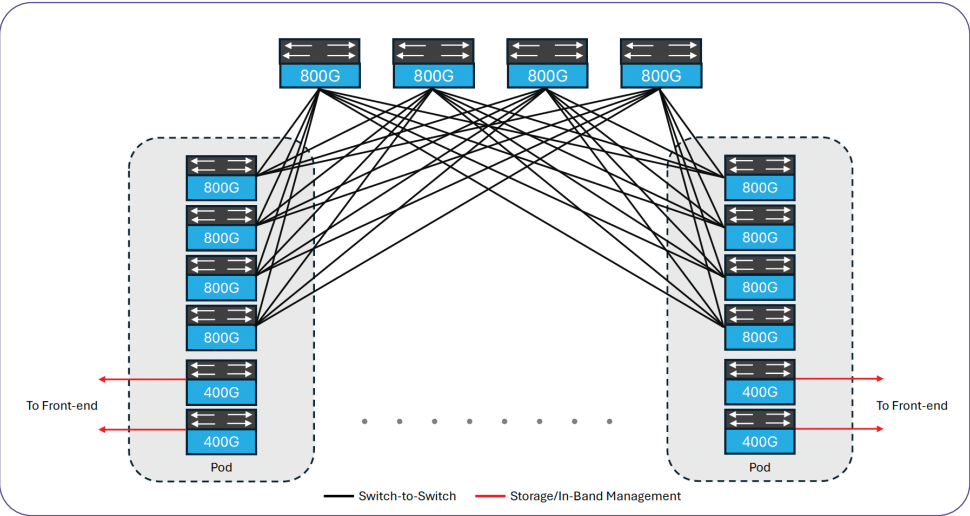 800G 800G 800G 800G
800G 800G
800G 800G
800G 800G
800G 800G
400G 400G
To Front-end To Front-end
400G 400G
Pod Pod
Switch-to-Switch Storage/In-Band Management